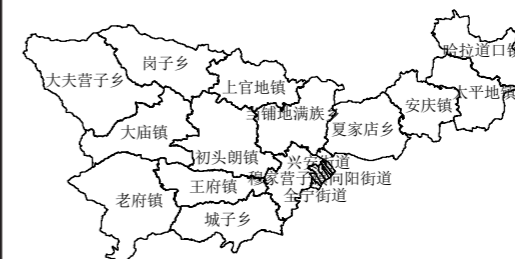 哈拉道口镇
岗子乡
大夫营子乡
上官地镇
太平地镇
安庆镇
当铺地满族乡
夏家店乡
大庙镇
初头朗镇
兴安街道
王府镇
穆家营子镇
向阳街道
老府镇
全宁街道
城子乡